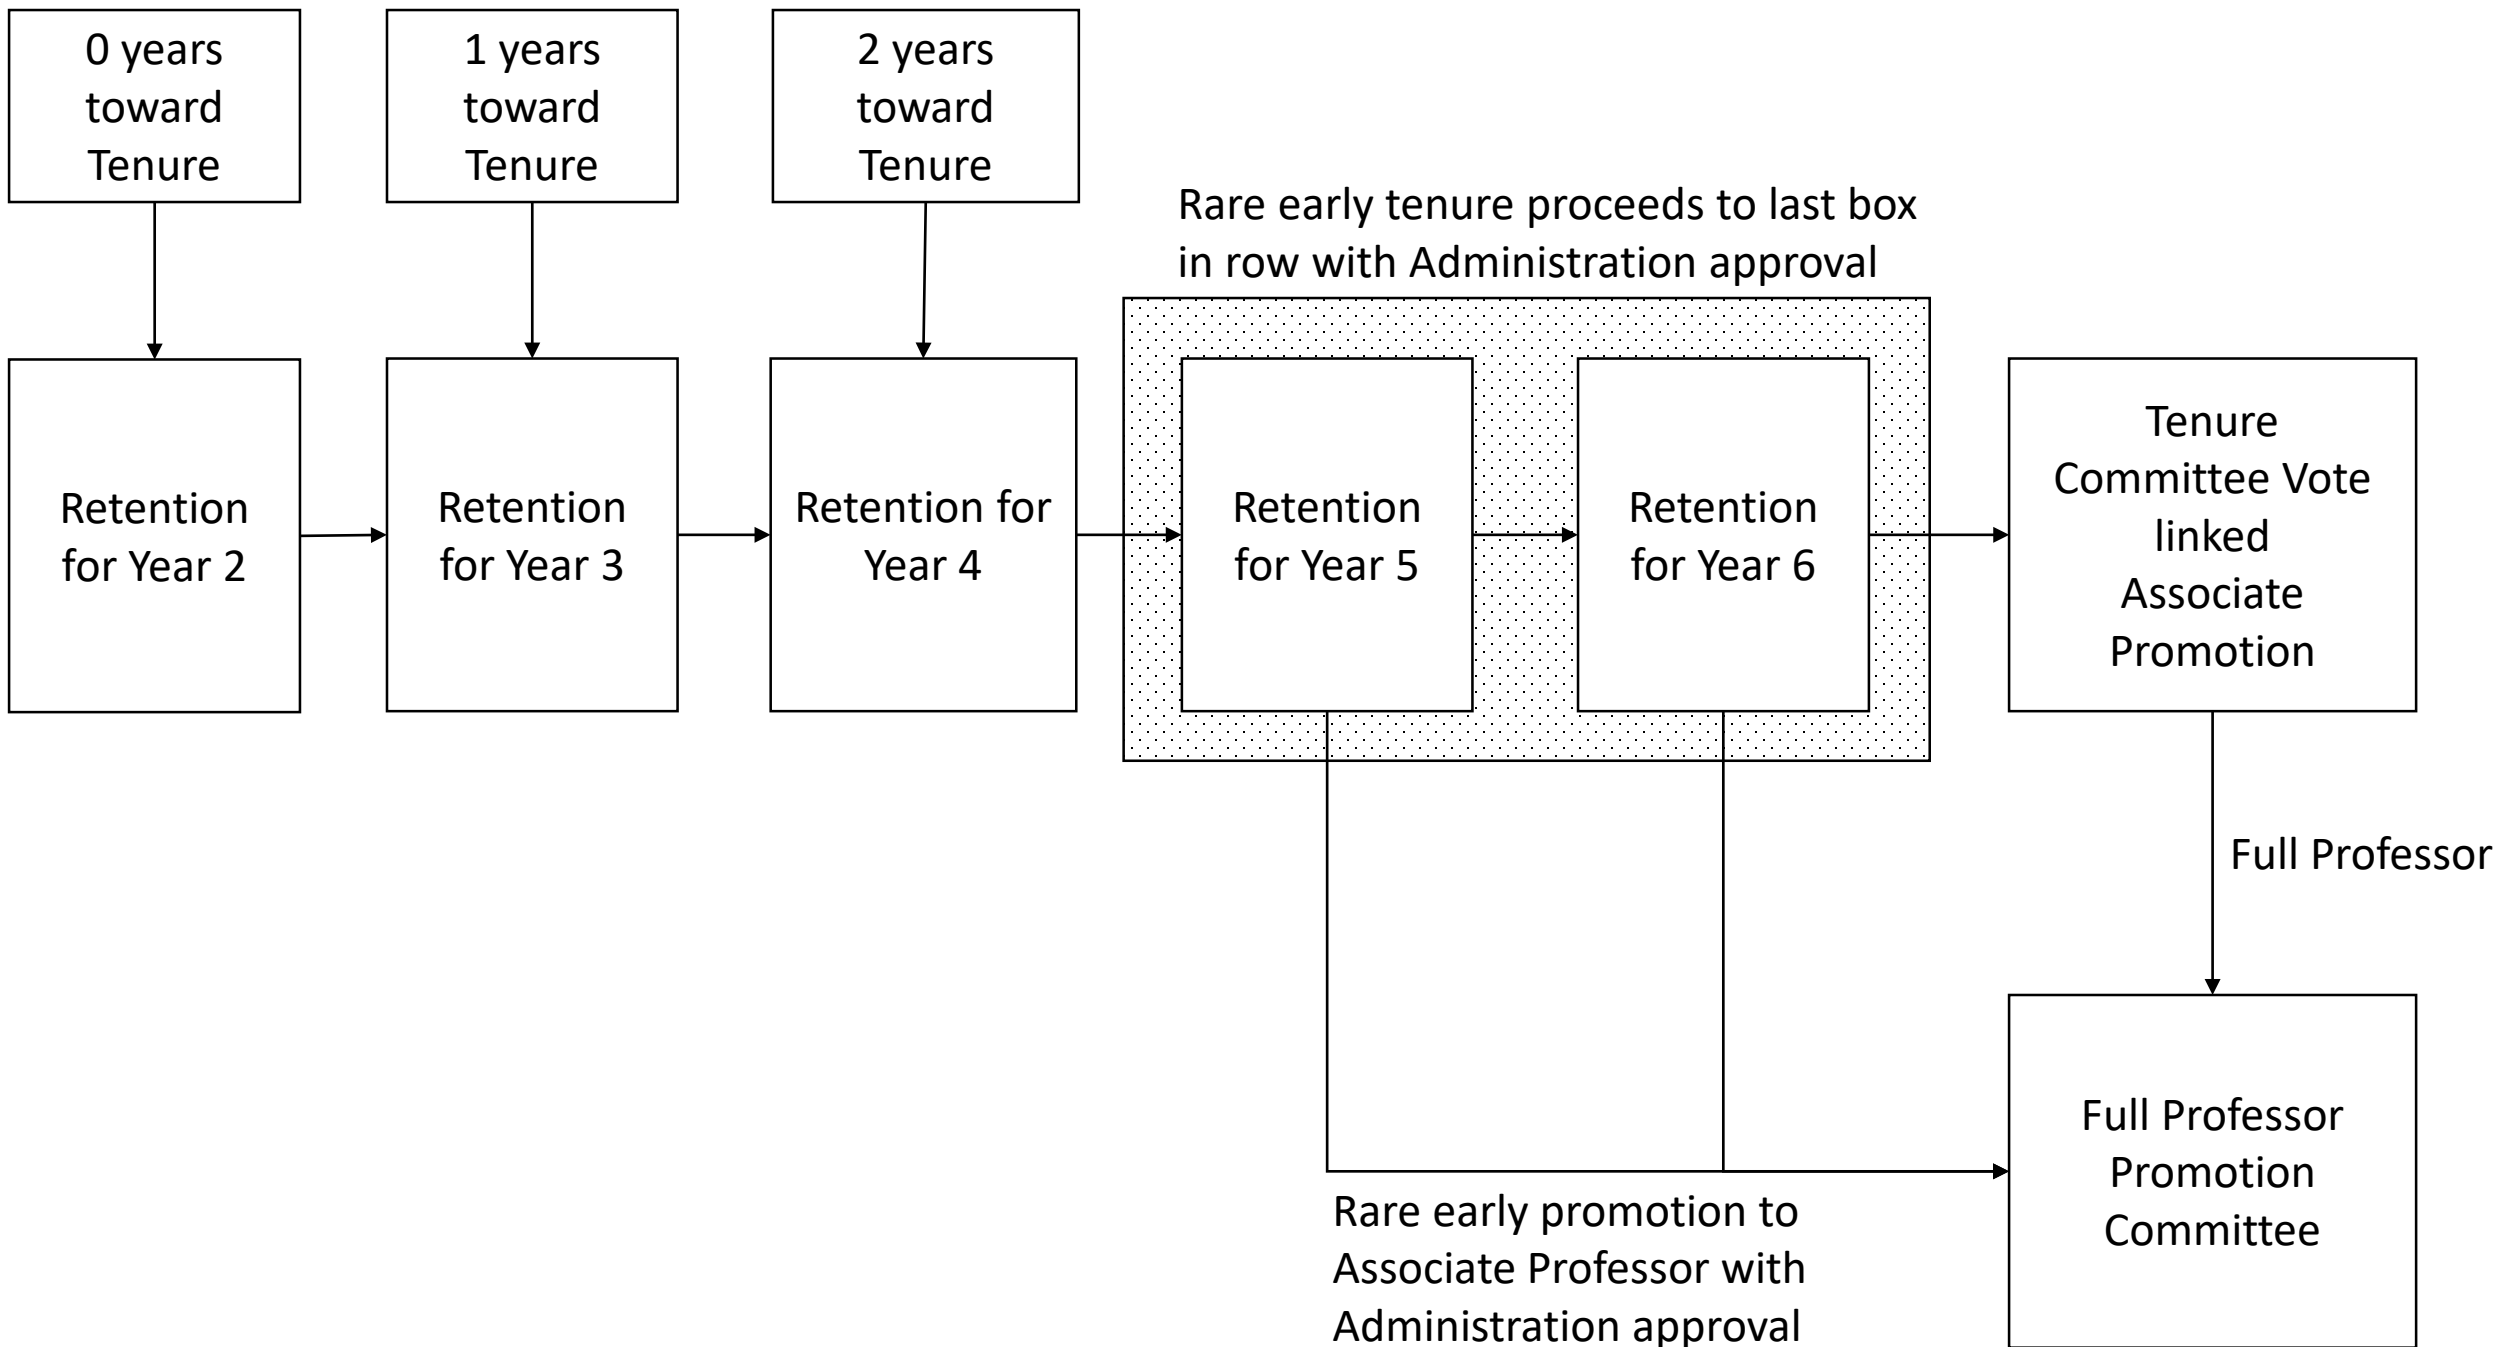 0 years
toward
Tenure
1 years
toward
Tenure
2 years
toward
Tenure
Rare early tenure proceeds to last box
in row with Administration approval
Retention
for Year 2
Retention
for Year 3
Retention for
Year 4
Retention
for Year 5
Retention
for Year 6
Tenure
Committee Vote
linked
Associate
Promotion
Full Professor
Full Professor
Promotion
Committee
Rare early promotion to
Associate Professor with
Administration approval